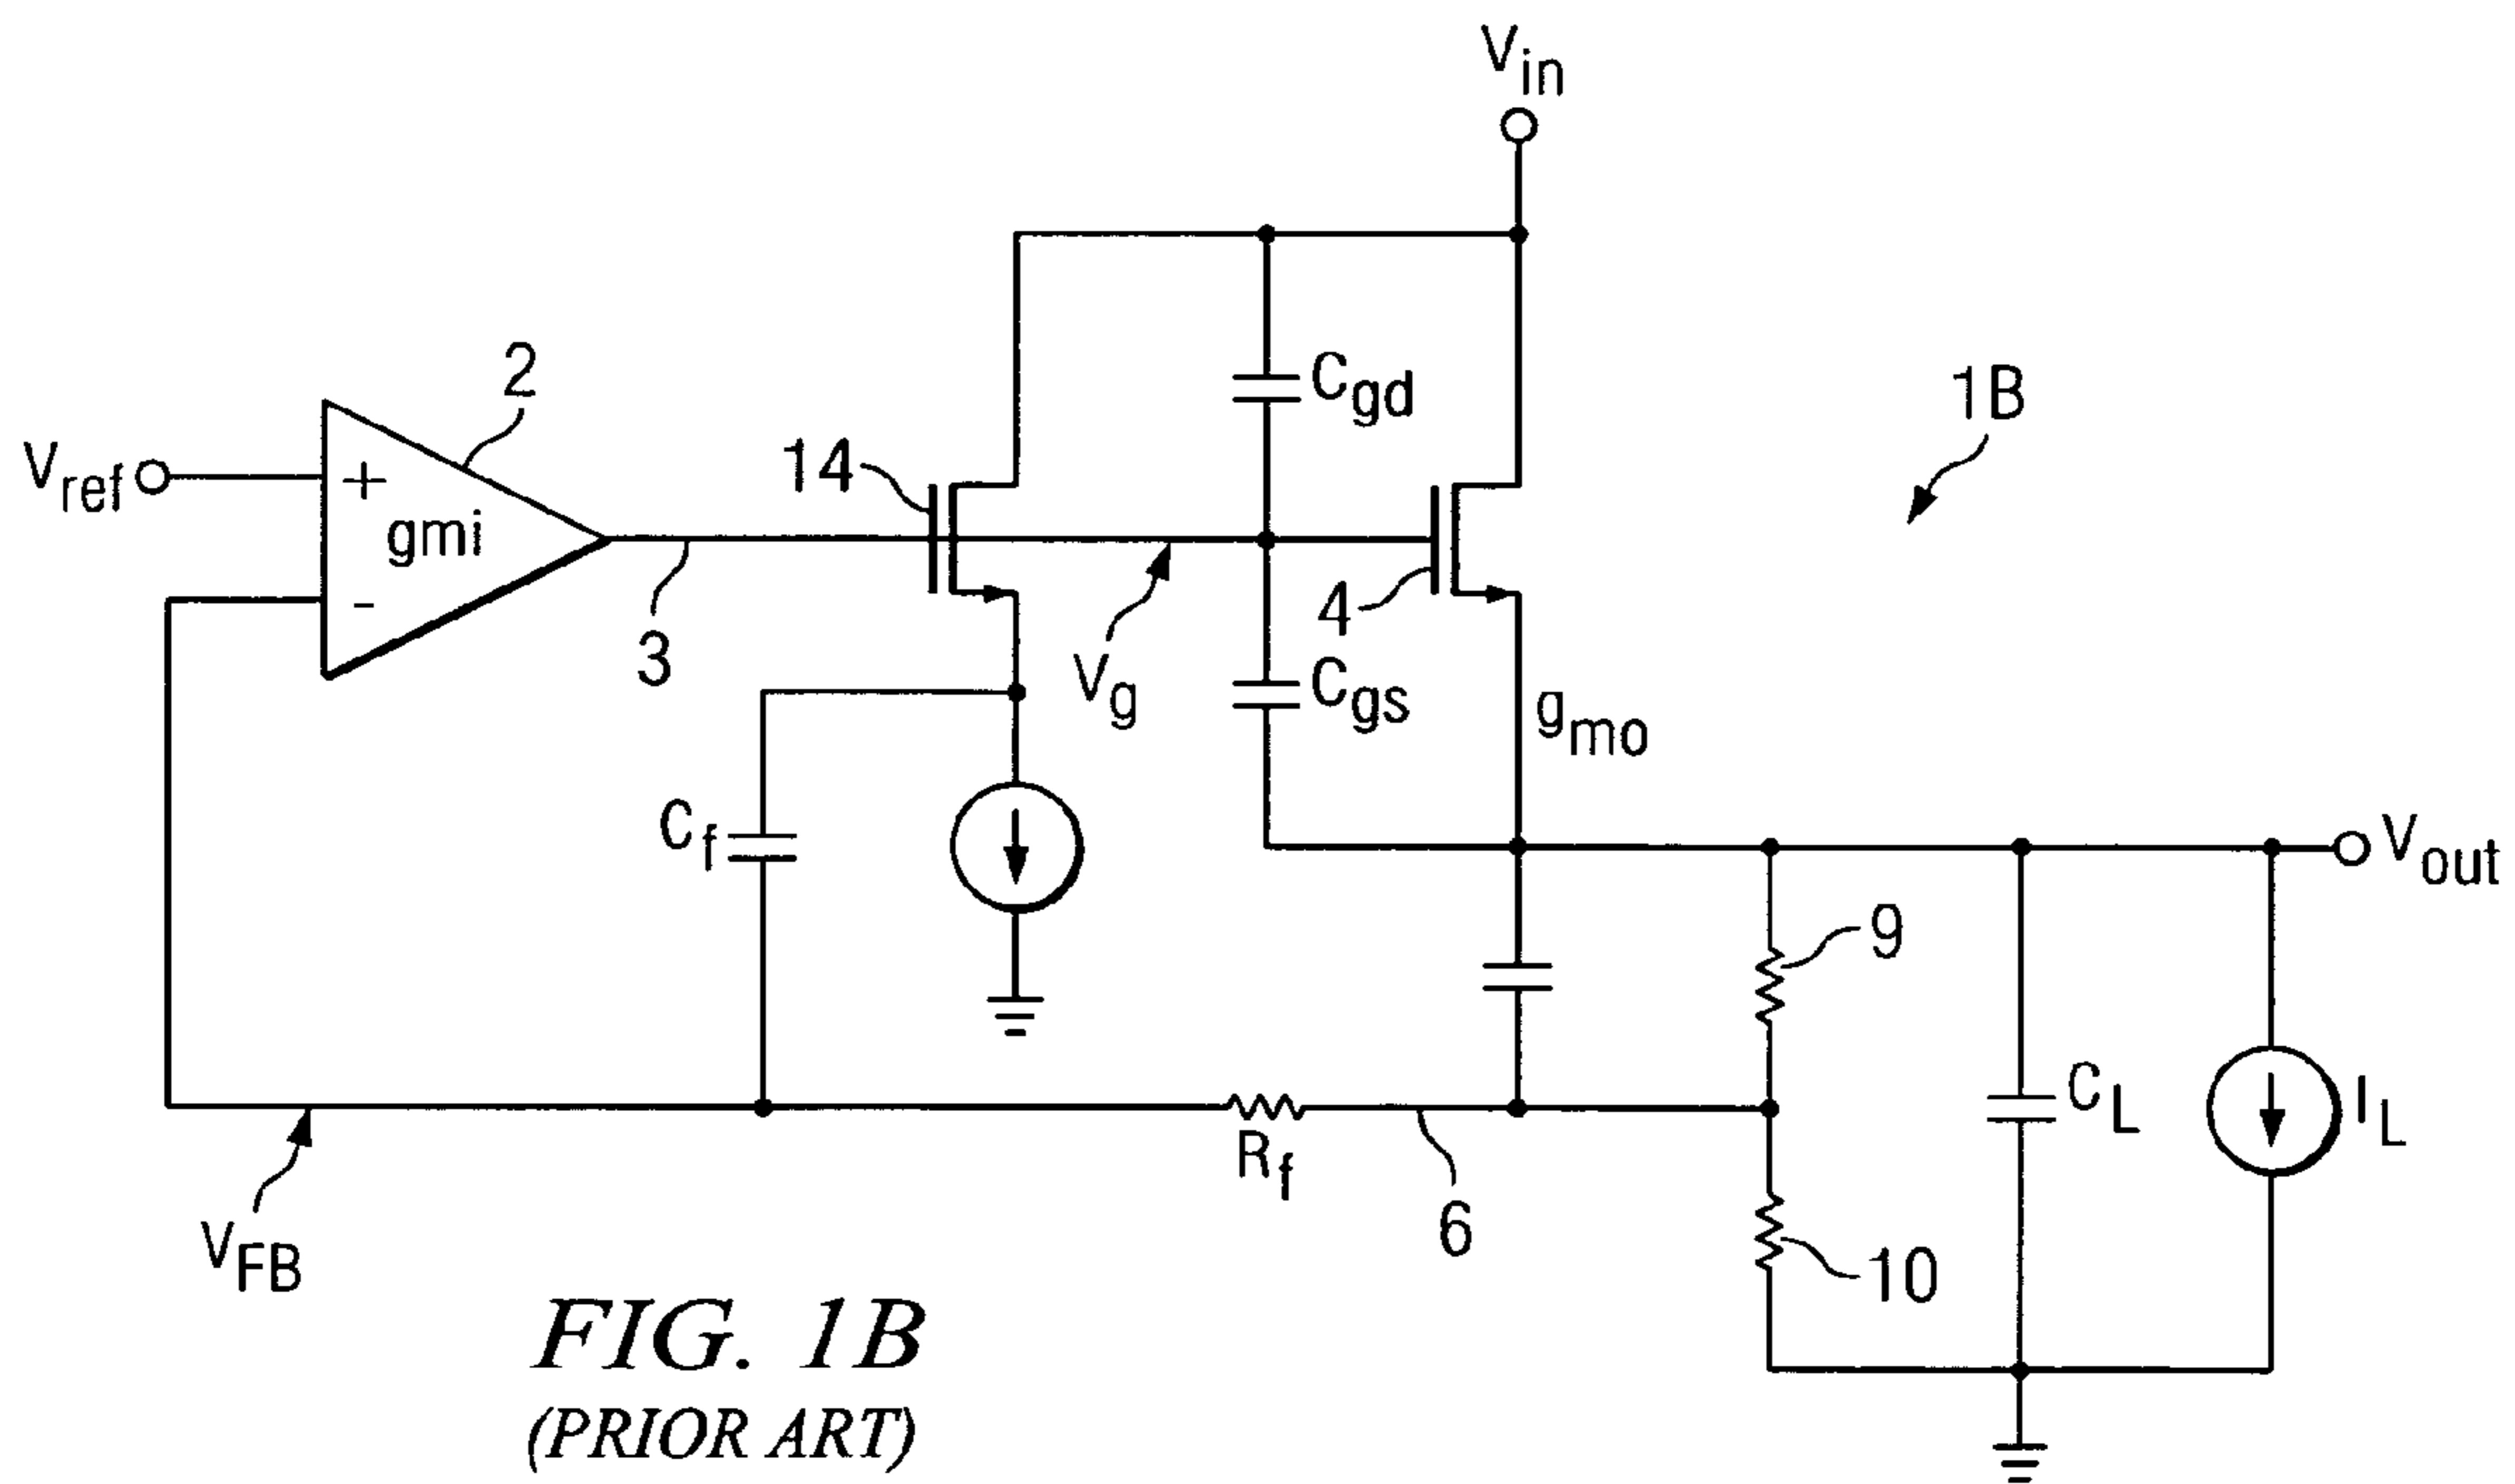 Vin
2
Cgd
1B
Vref
+
gmi
-
14
3
Vg
4
Cgs
gmo
Cf
Vout
9
CL
IL
Rf
6
VFB
10
FIG. 1B
(PRIOR ART)